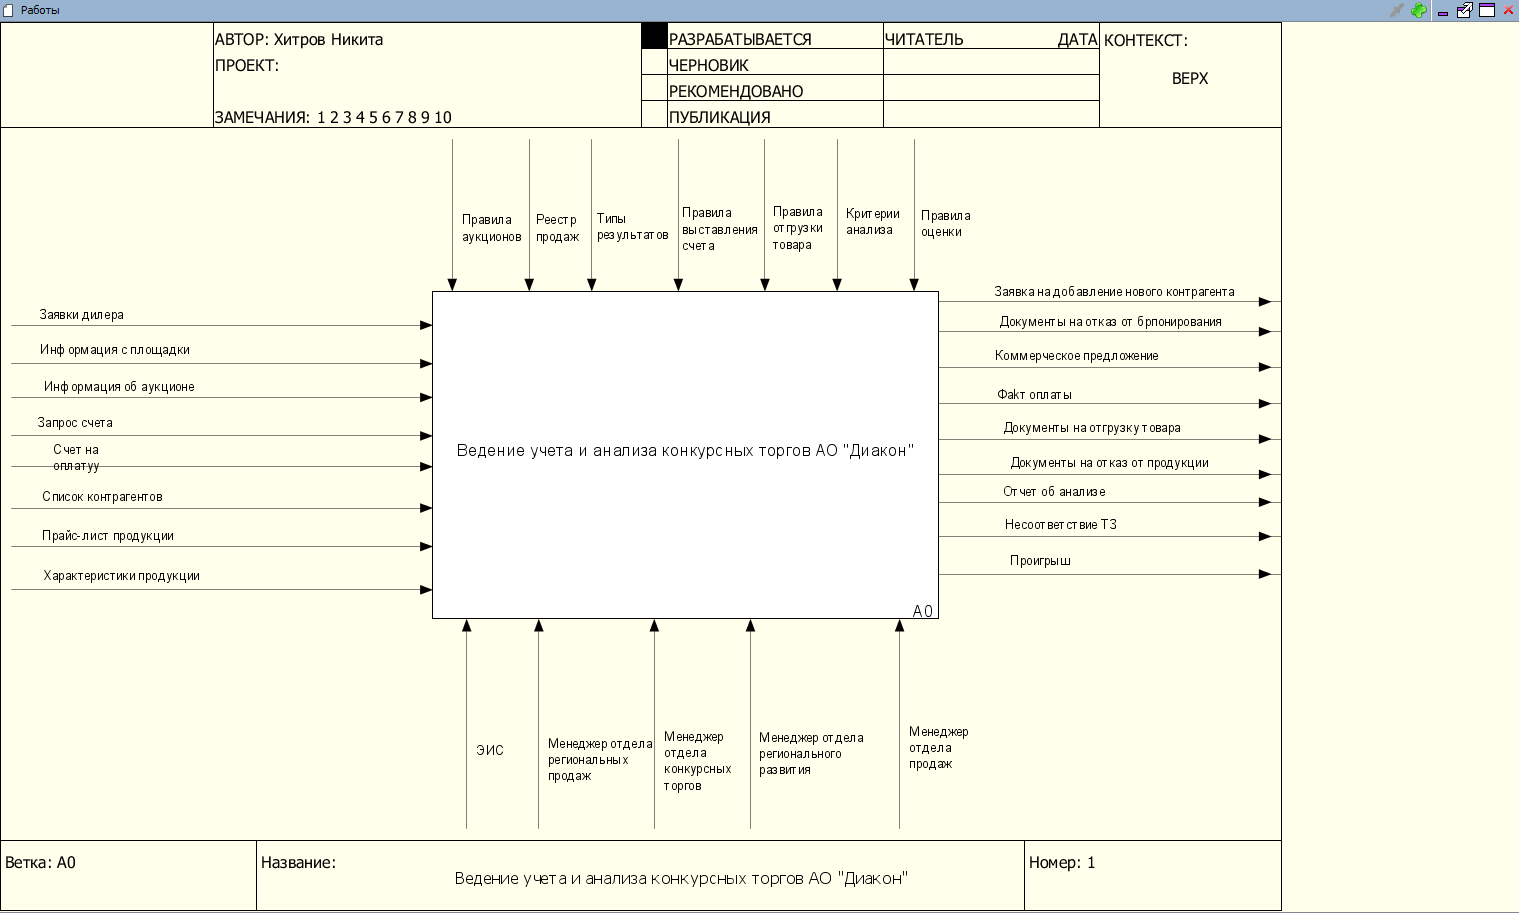 Работы
АВТОР: Хитров Никита
ПРОЕКТ:
ЗАМЕЧАНИЯ: 1 2 3 4 5 6 7 8 9 10
РАЗРАБАТЫВАЕТСЯ
ЧЕРНОВИК
РЕКОМЕНДОВАНО
ПУБЛИКАЦИЯ
ЧИТАТЕЛЬ ДАТА
КОНТЕКСТ:
ВЕРХ
Правила
аукционов
Реестр
продаж
Типы
результатов
Правила
выставления
счета
Правила
отгрузки
товара
Критерии
анализа
Правила
оценки
Заявки дилера
Информация с площадки
Информация об аукционе
Запрос счета
Счет на
оплатуу
Список контрагентов
Прайс-лист продукции
Характеристики продукции
Ведение учета и анализа конкурсных торгов АО "Диакон"
A0
Заявка на добавление нового контрагента
Документы на отказ от брпонирования
Коммерческое предложение
Факт оплаты
Документы на отгрузку товара
Документы на отказ от продукции
Отчет об анализе
Несоответствие ТЗ
Проигрыш
ЭИС
Менеджер отдела
региональных
продаж
Менеджер
отдела
конкурсных
торгов
Менеджер отдела
регионального
развития
Менеджер
отдела
продаж
Ветка: A0
Название:
Ведение учета и анализа конкурсных торгов АО "Диакон"
Номер: 1